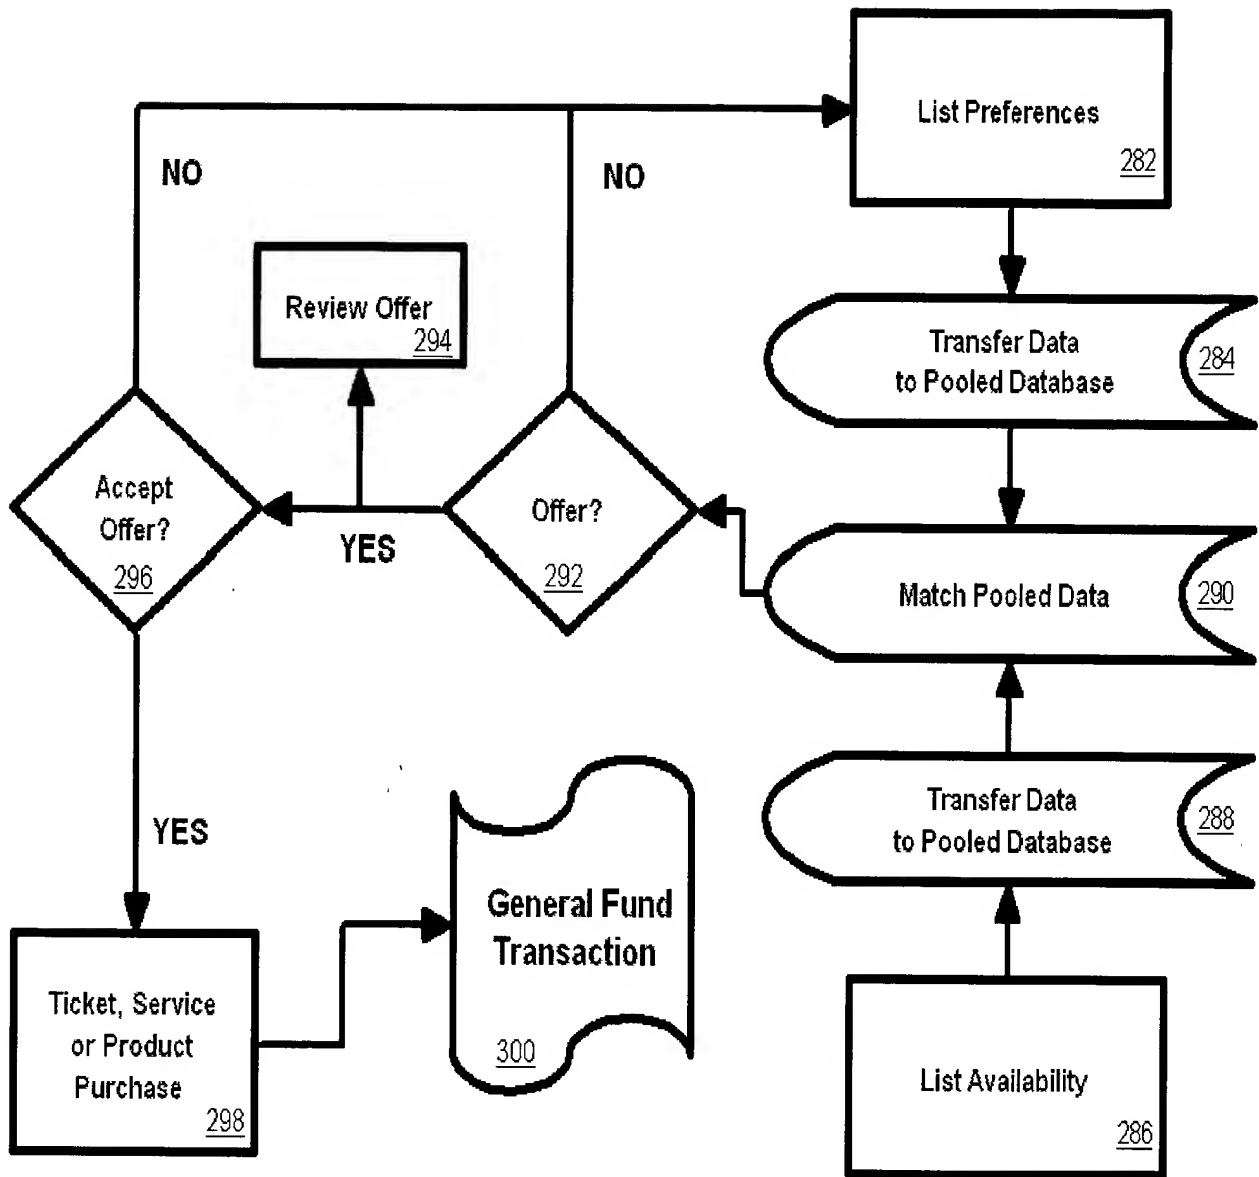 List Preferences
282
NO
NO
Review Offer
294
Transfer Data
to Pooled Database
284
Accept
Offer?
296
YES
Offer?
292
Match Pooled Data
290
Transfer Data
to Pooled Database
288
YES
General Fund
Transaction
300
Ticket, Service
or Product
Purchase
298
List Availability
286